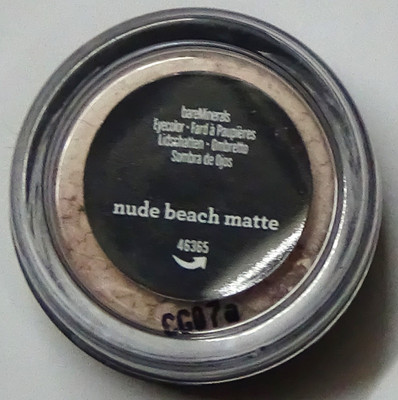 bareMinerals
Eyecolor · Fard à Paupières
Lidschatten · Ombretto
Sombra de Ojos
nude beach matte
46365
CG07a